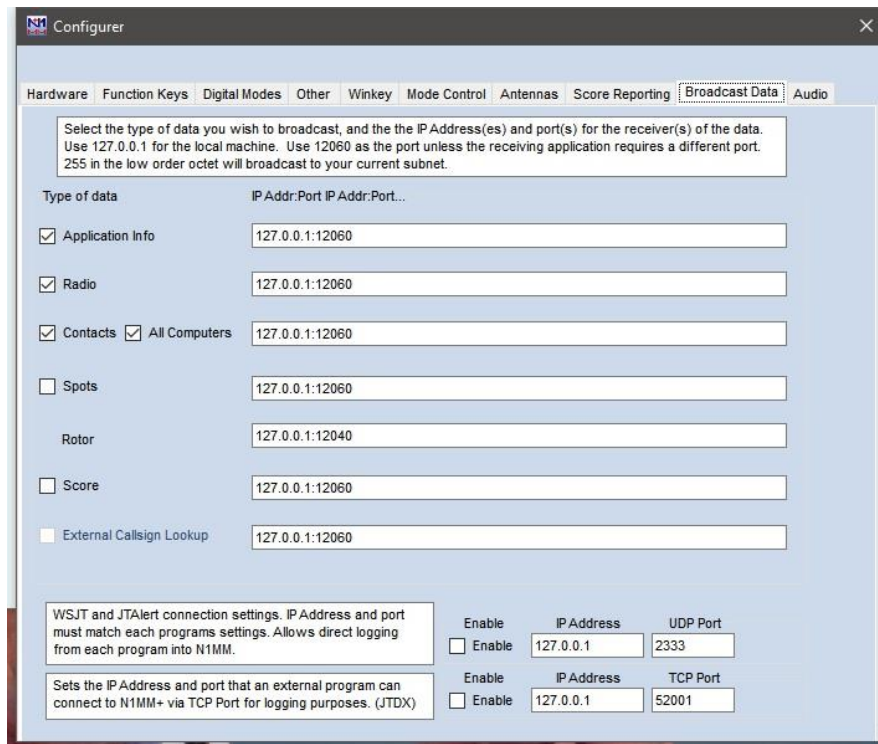 N1MM Configurer
Hardware Function Keys Digital Modes Other Winkey Mode Control Antennas Score Reporting Broadcast Data Audio
Select the type of data you wish to broadcast, and the the IP Address(es) and port(s) for the receiver(s) of the data.
Use 127.0.0.1 for the local machine. Use 12060 as the port unless the receiving application requires a different port.
255 in the low order octet will broadcast to your current subnet.
Type of data IP Addr:Port IP Addr:Port...
Application Info 127.0.0.1:12060
Radio 127.0.0.1:12060
Contacts All Computers 127.0.0.1:12060
Spots 127.0.0.1:12060
Rotor 127.0.0.1:12040
Score 127.0.0.1:12060
External Callsign Lookup 127.0.0.1:12060
WSJT and JTAlert connection settings. IP Address and port
must match each programs settings. Allows direct logging
from each program into N1MM.
Enable IP Address UDP Port
Enable 127.0.0.1 2333
Sets the IP Address and port that an external program can
connect to N1MM+ via TCP Port for logging purposes. (JTDX)
Enable IP Address TCP Port
Enable 127.0.0.1 52001